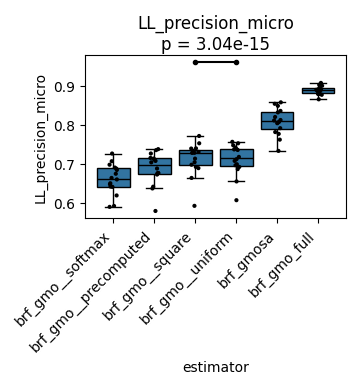 LL_precision_micro
p = 3.04e-15
LL_precision_micro
0.9
0.8
0.7
0.6
brf_gmo__softmax
brf_gmo__precomputed
brf_gmo__square
brf_gmo__uniform
brf_gmosa
brf_gmo_full
estimator